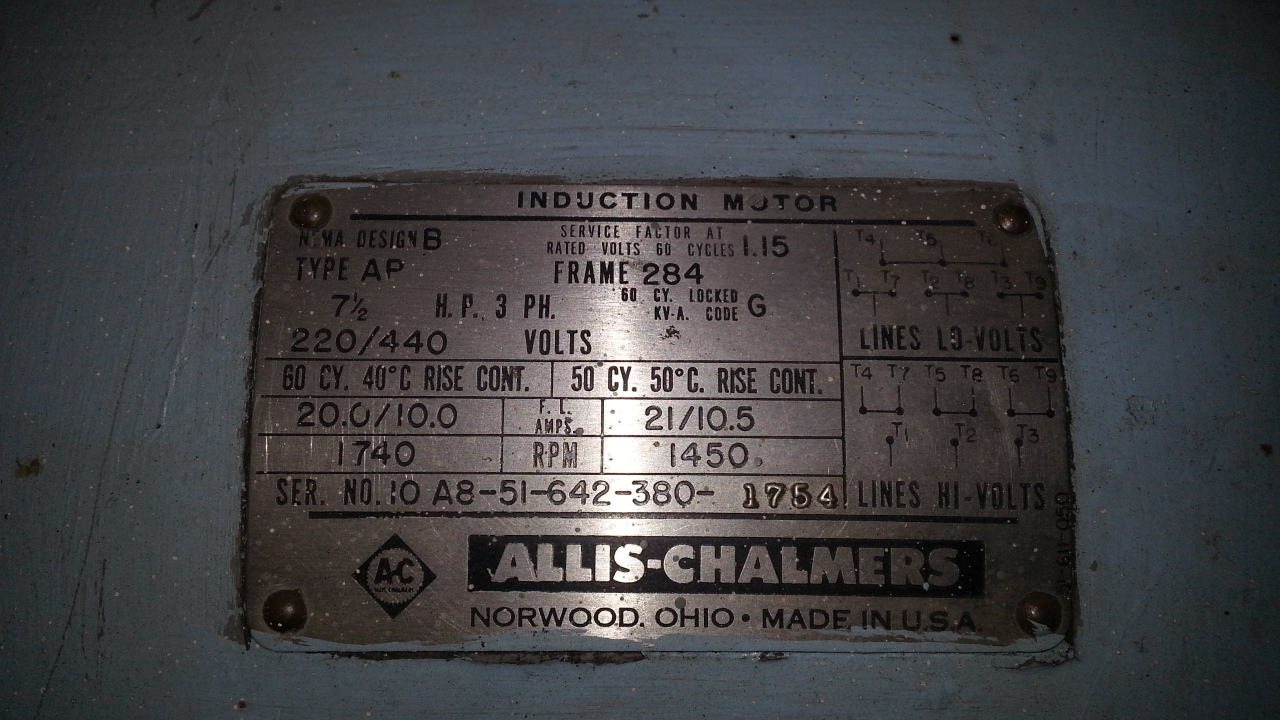 INDUCTION MOTOR
NEMA DESIGN B
SERVICE FACTOR AT
RATED VOLTS 60 CYCLES 1.15
TYPE AP FRAME 284
7½ H.P. 3 PH.
60 CY. LOCKED
KV-A. CODE G
220/440 VOLTS
T4 T5 T6
T1 T7 T2 T8 T3 T9
LINES LO-VOLTS
60 CY. 40°C RISE CONT. 50 CY. 50°C. RISE CONT.
20.0/10.0 F. L. AMPS. 21/10.5
1740 RPM 1450
T4 T7 T5 T8 T6 T9
T1 T2 T3
LINES HI-VOLTS
SER. NO. 10 A8-51-642-380- 1754
A-C
ALLIS-CHALMERS
NORWOOD, OHIO • MADE IN U.S.A.